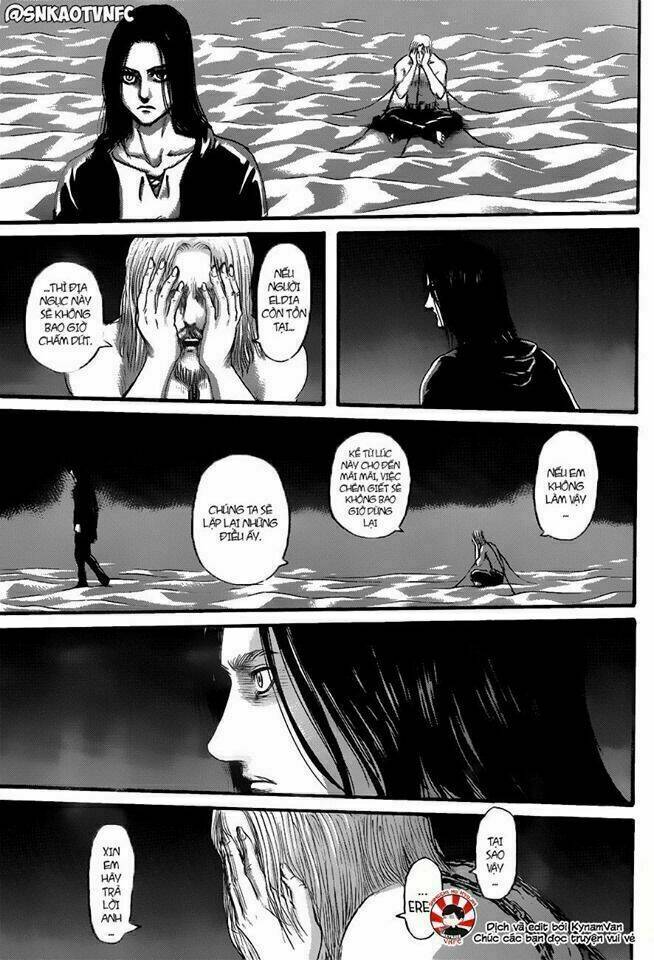 @SNKAOTVNFC
NẾU
NGƯỜI
ELDIA
CÒN TỒN
TẠI...
...THÌ ĐỊA
NGỤC NÀY
SẼ KHÔNG
BAO GIỜ
CHẤM DỨT.
NẾU EM
KHÔNG
LÀM VẬY
...
KỂ TỪ LÚC
NÀY CHO ĐẾN
MÃI MÃI, VIỆC
CHÉM GIẾT SẼ
KHÔNG BAO
GIỜ DỪNG
LẠI
CHÚNG TA SẼ
LẶP LẠI NHỮNG
ĐIỀU ẤY.
TẠI
SAO VẬY
...
...
ERE
XIN
EM
HÃY
TRẢ
LỜI
ANH
...
Dịch và edit bởi KynamVan
Chúc các bạn đọc truyện vui vẻ